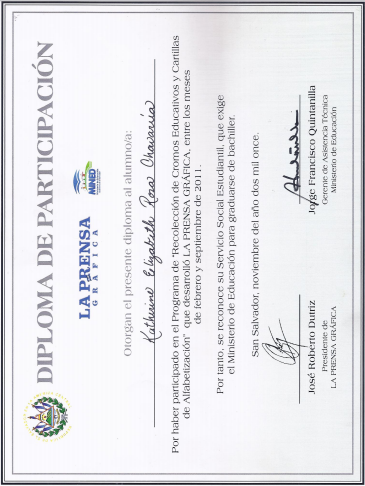 DIPLOMA DE PARTICIPACIÓN
LA PRENSA
GRÁFICA
MINED
Otorgan el presente diploma al alumno/a:
Katherine Elizabeth Rosa Chavarría
Por haber participado en el Programa de "Recolección de Cromos Educativos y Cartillas
de Alfabetización" que desarrolló LA PRENSA GRÁFICA, entre los meses
de febrero y septiembre de 2011.
Por tanto, se reconoce su Servicio Social Estudiantil, que exige
el Ministerio de Educación para graduarse de bachiller.
San Salvador, noviembre del año dos mil once.
José Roberto Dutriz
Presidente de
LA PRENSA GRÁFICA
Jorge Francisco Quintanilla
Gerente de Asistencia Técnica
Ministerio de Educación